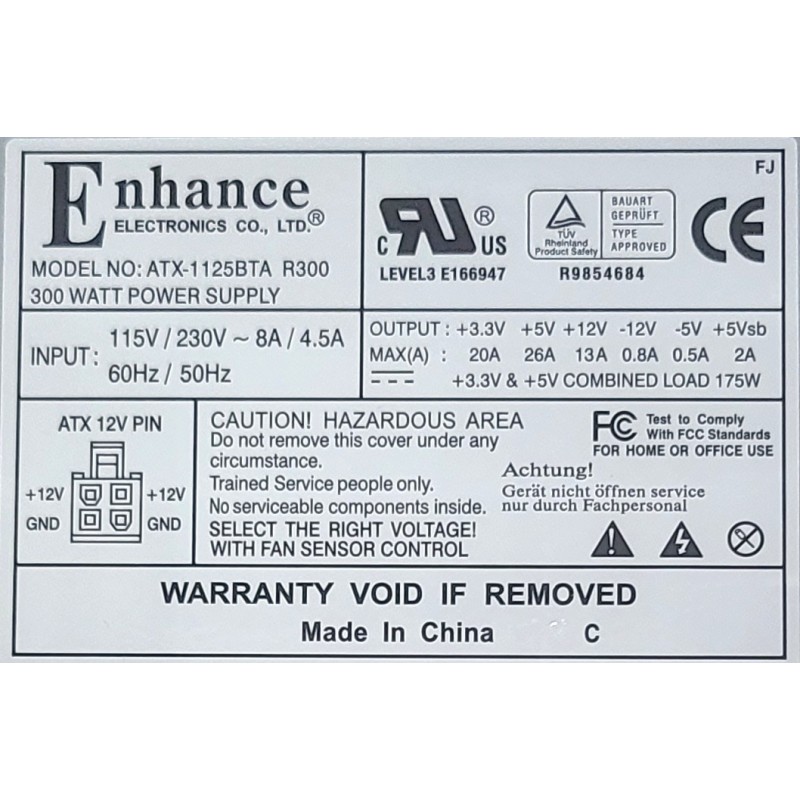 Enhance
ELECTRONICS CO., LTD.®
MODEL NO: ATX-1125BTA R300
300 WATT POWER SUPPLY
FJ
C RU ® US
LEVEL3 E166947
TÜV
Rheinland
Product Safety
BAUART
GEPRÜFT
TYPE
APPROVED
R9854684
CE
INPUT: 115V / 230V ~ 8A / 4.5A
60Hz / 50Hz
OUTPUT : +3.3V +5V +12V -12V -5V +5Vsb
MAX(A) : 20A 26A 13A 0.8A 0.5A 2A
+3.3V & +5V COMBINED LOAD 175W
ATX 12V PIN
+12V +12V
GND GND
CAUTION! HAZARDOUS AREA
Do not remove this cover under any
circumstance.
Trained Service people only.
No serviceable components inside.
SELECT THE RIGHT VOLTAGE!
WITH FAN SENSOR CONTROL
FC Test to Comply
With FCC Standards
FOR HOME OR OFFICE USE
Achtung!
Gerät nicht öffnen service
nur durch Fachpersonal
WARRANTY VOID IF REMOVED
Made In China C